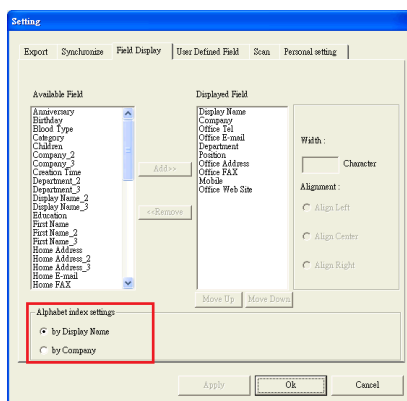 Setting
Export Synchronize Field Display User Defined Field Scan Personal setting
Available Field
Anniversary
Birthday
Blood Type
Category
Children
Company_2
Company_3
Creation Time
Department_2
Department_3
Display Name_2
Display Name_3
Education
First Name
First Name_2
First Name_3
Home Address
Home Address_2
Home Address_3
Home E-mail
Home FAX
Add>>
<<Remove
Displayed Field
Display Name
Company
Office Tel
Office E-mail
Department
Position
Office Address
Office FAX
Mobile
Office Web Site
Move Up Move Down
Width :
Character
Alignment :
Align Left
Align Center
Align Right
Alphabet index settings
by Display Name
by Company
Apply Ok Cancel